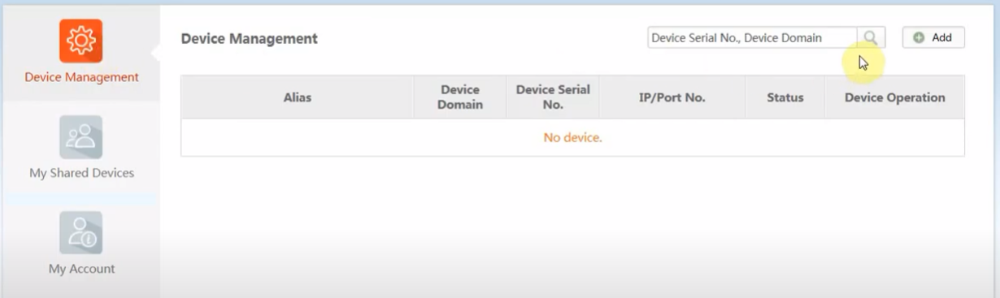 Device Management
My Shared Devices
My Account
Device Management
Device Serial No., Device Domain
Add
Alias
Device
Domain
Device Serial
No.
IP/Port No.
Status
Device Operation
No device.